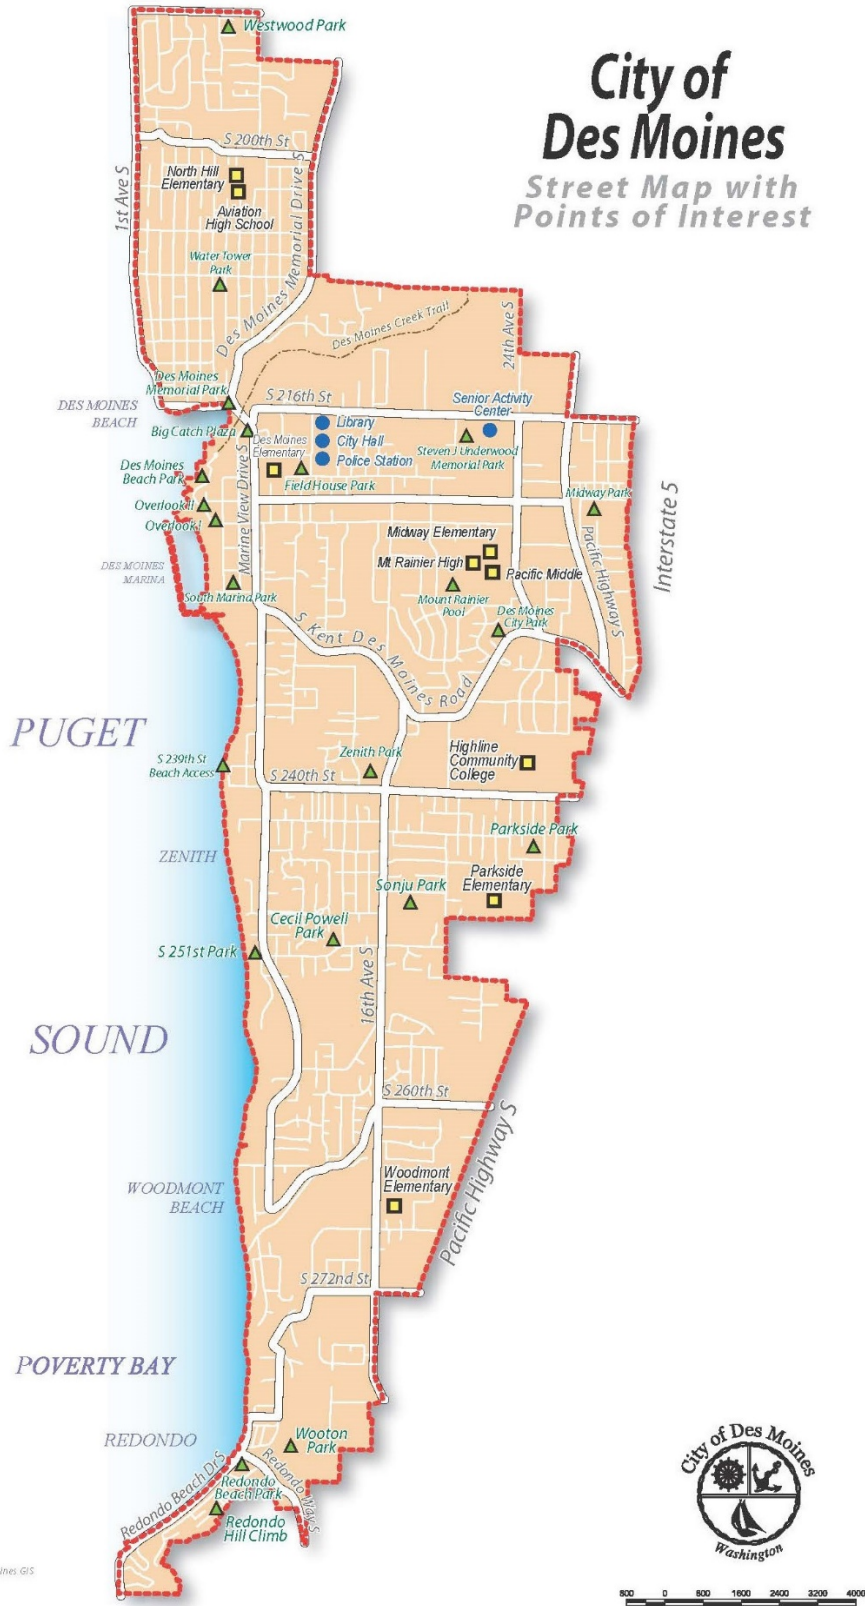 City of
Des Moines
Street Map with
Points of Interest
Westwood Park
S 200th St
1st Ave S
North Hill
Elementary
Aviation
High School
Des Moines Memorial Drive S
Water Tower
Park
Des Moines Creek Trail
24th Ave S
Des Moines
Memorial Park
S 216th St
Senior Activity
Center
DES MOINES
BEACH
Big Catch Plaza
Library
City Hall
Police Station
Des Moines
Elementary
Steven J Underwood
Memorial Park
Des Moines
Beach Park
Field House Park
Midway Park
Interstate 5
Overlook II
Overlook I
Marine View Drive S
Midway Elementary
Mt Rainier High
Pacific Middle
Pacific Highway S
DES MOINES
MARINA
South Marina Park
Mount Rainier
Pool
Des Moines
City Park
S Kent Des Moines Road
PUGET
S 239th St
Beach Access
Zenith Park
Highline
Community
College
S 240th St
ZENITH
Parkside Park
Sonju Park
Parkside
Elementary
Cecil Powell
Park
S 251st Park
16th Ave S
SOUND
S 260th St
Pacific Highway S
WOODMONT
BEACH
Woodmont
Elementary
S 272nd St
POVERTY BAY
REDONDO
Wooton
Park
Redondo Beach Dr S
Redondo
Beach Park
Redondo Way S
Redondo
Hill Climb
City of Des Moines
Washington
ines GIS
800 0 800 1600 2400 3200 4000